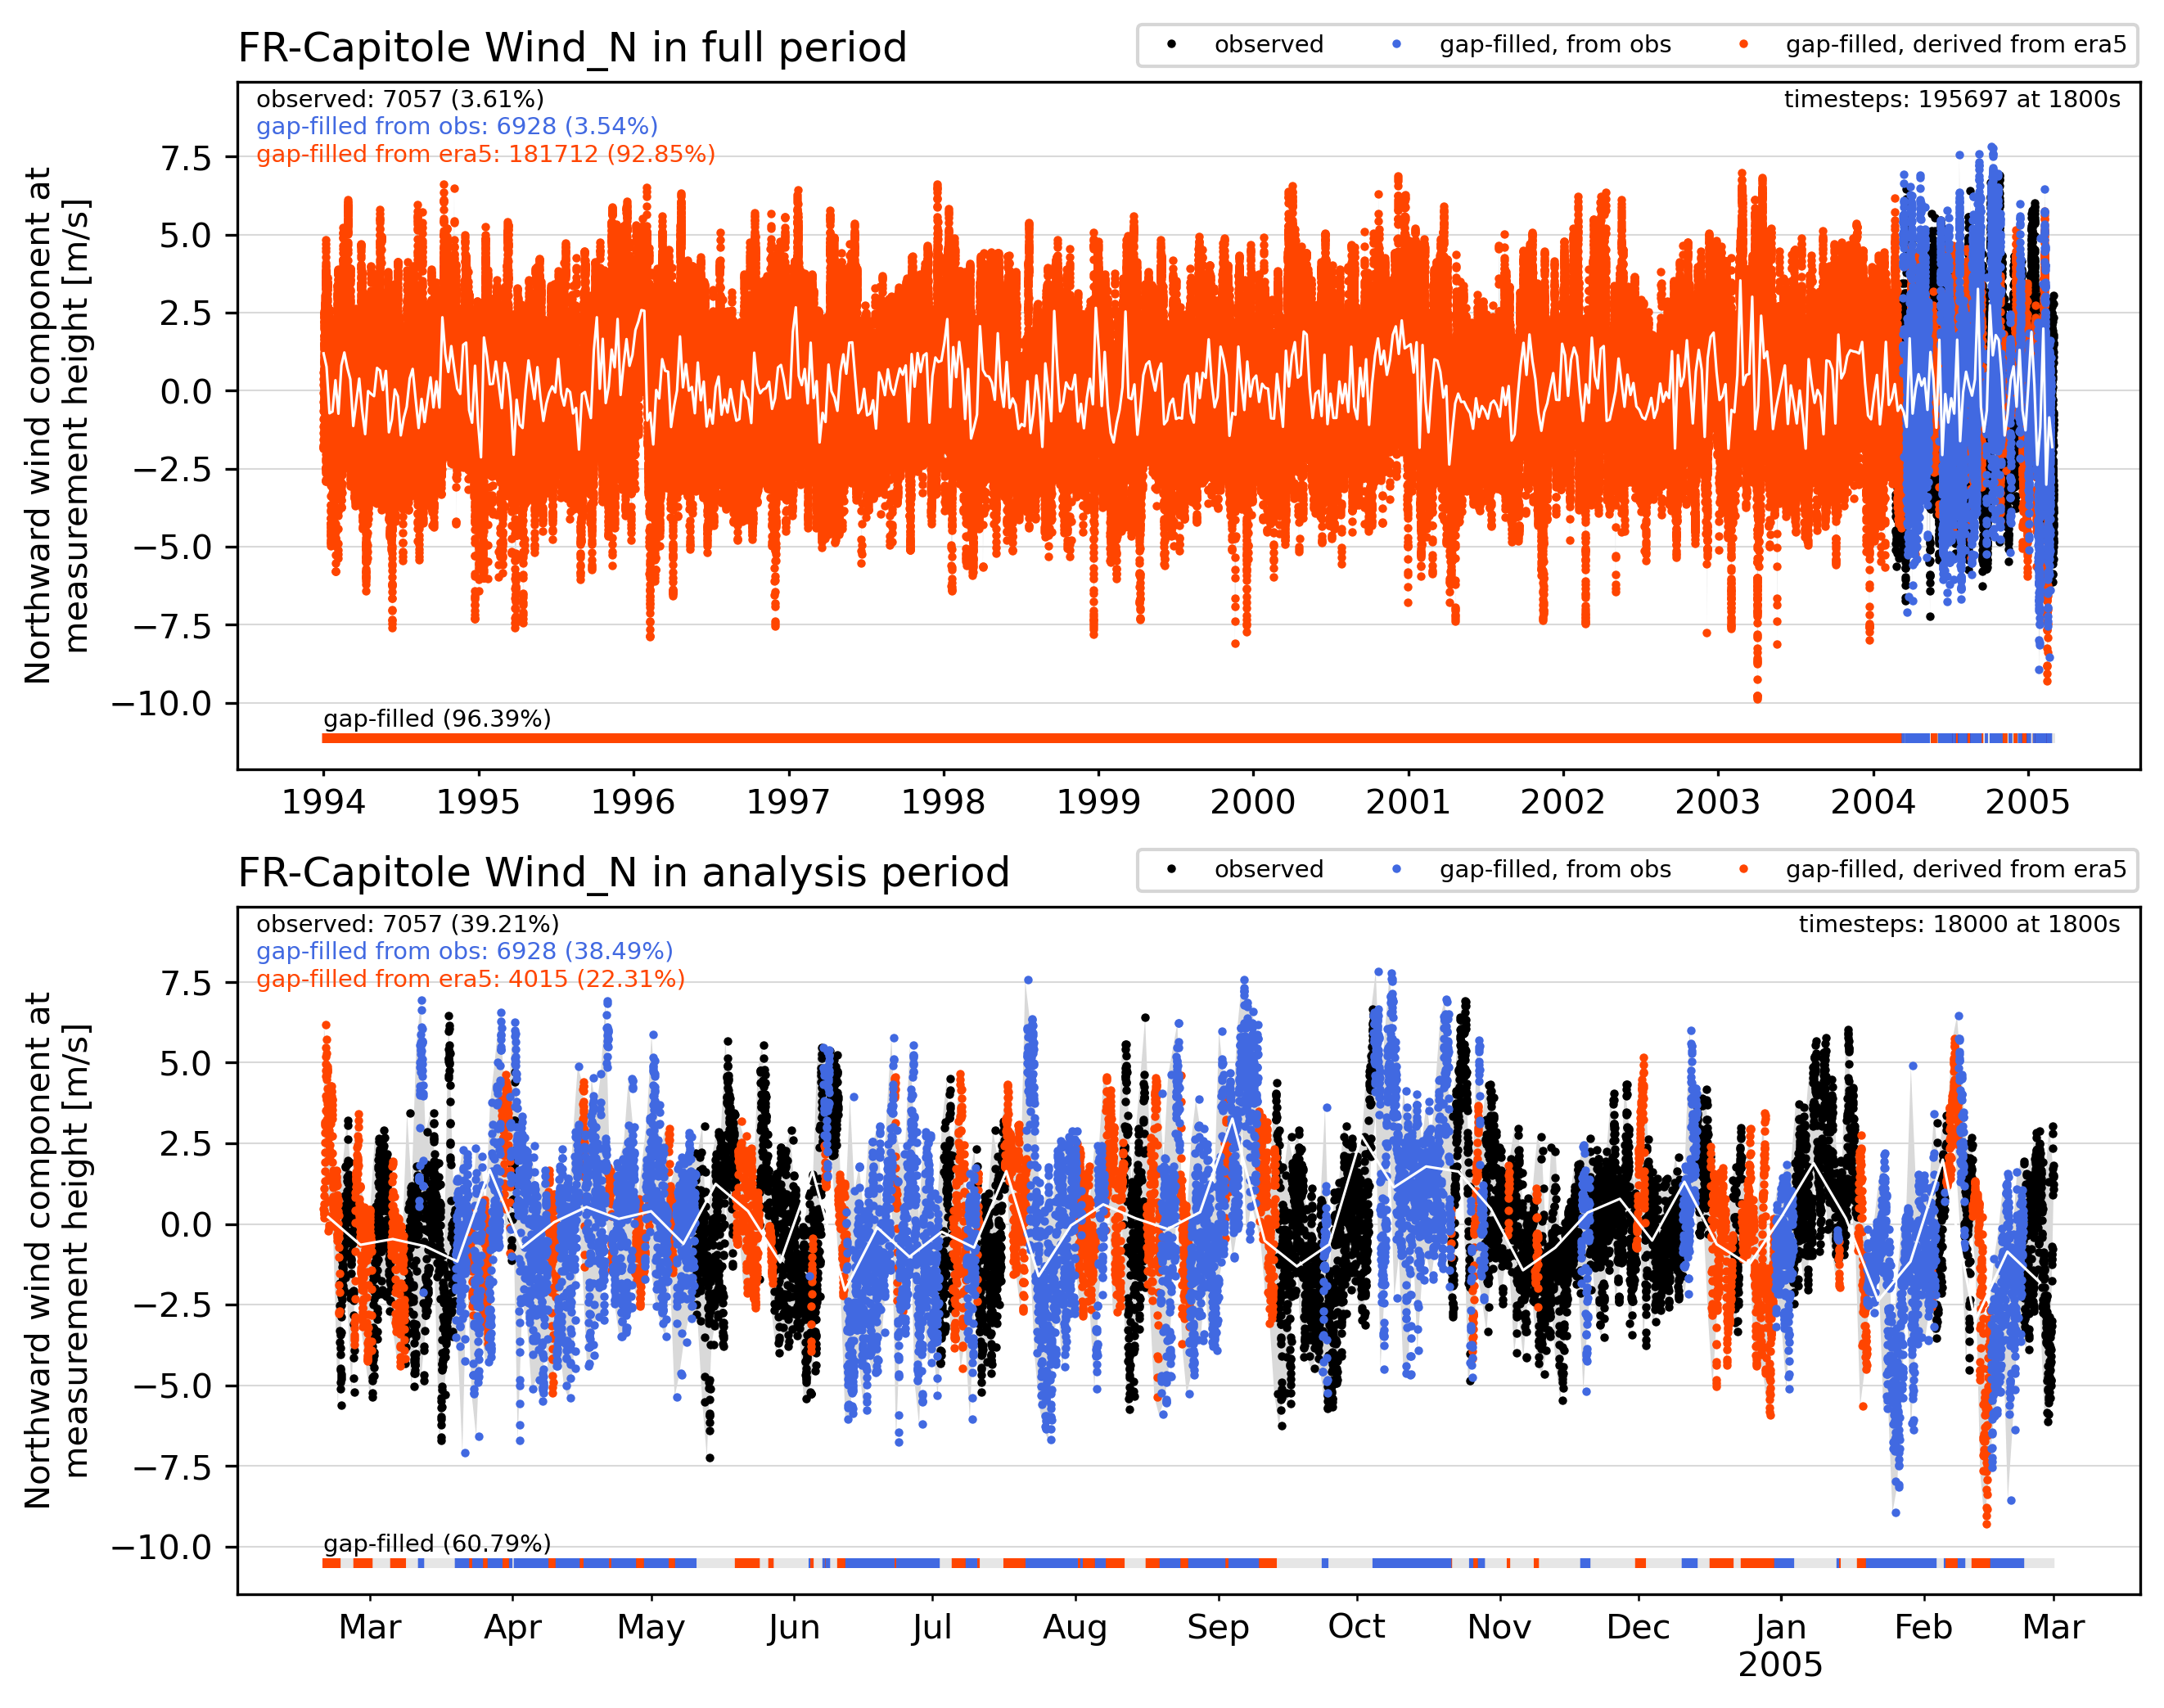 FR-Capitole Wind_N in full period
observed
gap-filled, from obs
gap-filled, derived from era5
observed: 7057 (3.61%)
timesteps: 195697 at 1800s
gap-filled from obs: 6928 (3.54%)
gap-filled from era5: 181712 (92.85%)
Northward wind component at
measurement height [m/s]
7.5
5.0
2.5
0.0
−2.5
−5.0
−7.5
−10.0
gap-filled (96.39%)
1994 1995 1996 1997 1998 1999 2000 2001 2002 2003 2004 2005
FR-Capitole Wind_N in analysis period
observed
gap-filled, from obs
gap-filled, derived from era5
observed: 7057 (39.21%)
timesteps: 18000 at 1800s
gap-filled from obs: 6928 (38.49%)
gap-filled from era5: 4015 (22.31%)
Northward wind component at
measurement height [m/s]
7.5
5.0
2.5
0.0
−2.5
−5.0
−7.5
−10.0
gap-filled (60.79%)
Mar Apr May Jun Jul Aug Sep Oct Nov Dec Jan Feb Mar
2005